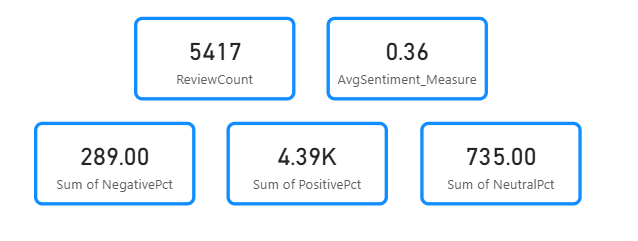 5417
ReviewCount
0.36
AvgSentiment_Measure
289.00
Sum of NegativePct
4.39K
Sum of PositivePct
735.00
Sum of NeutralPct